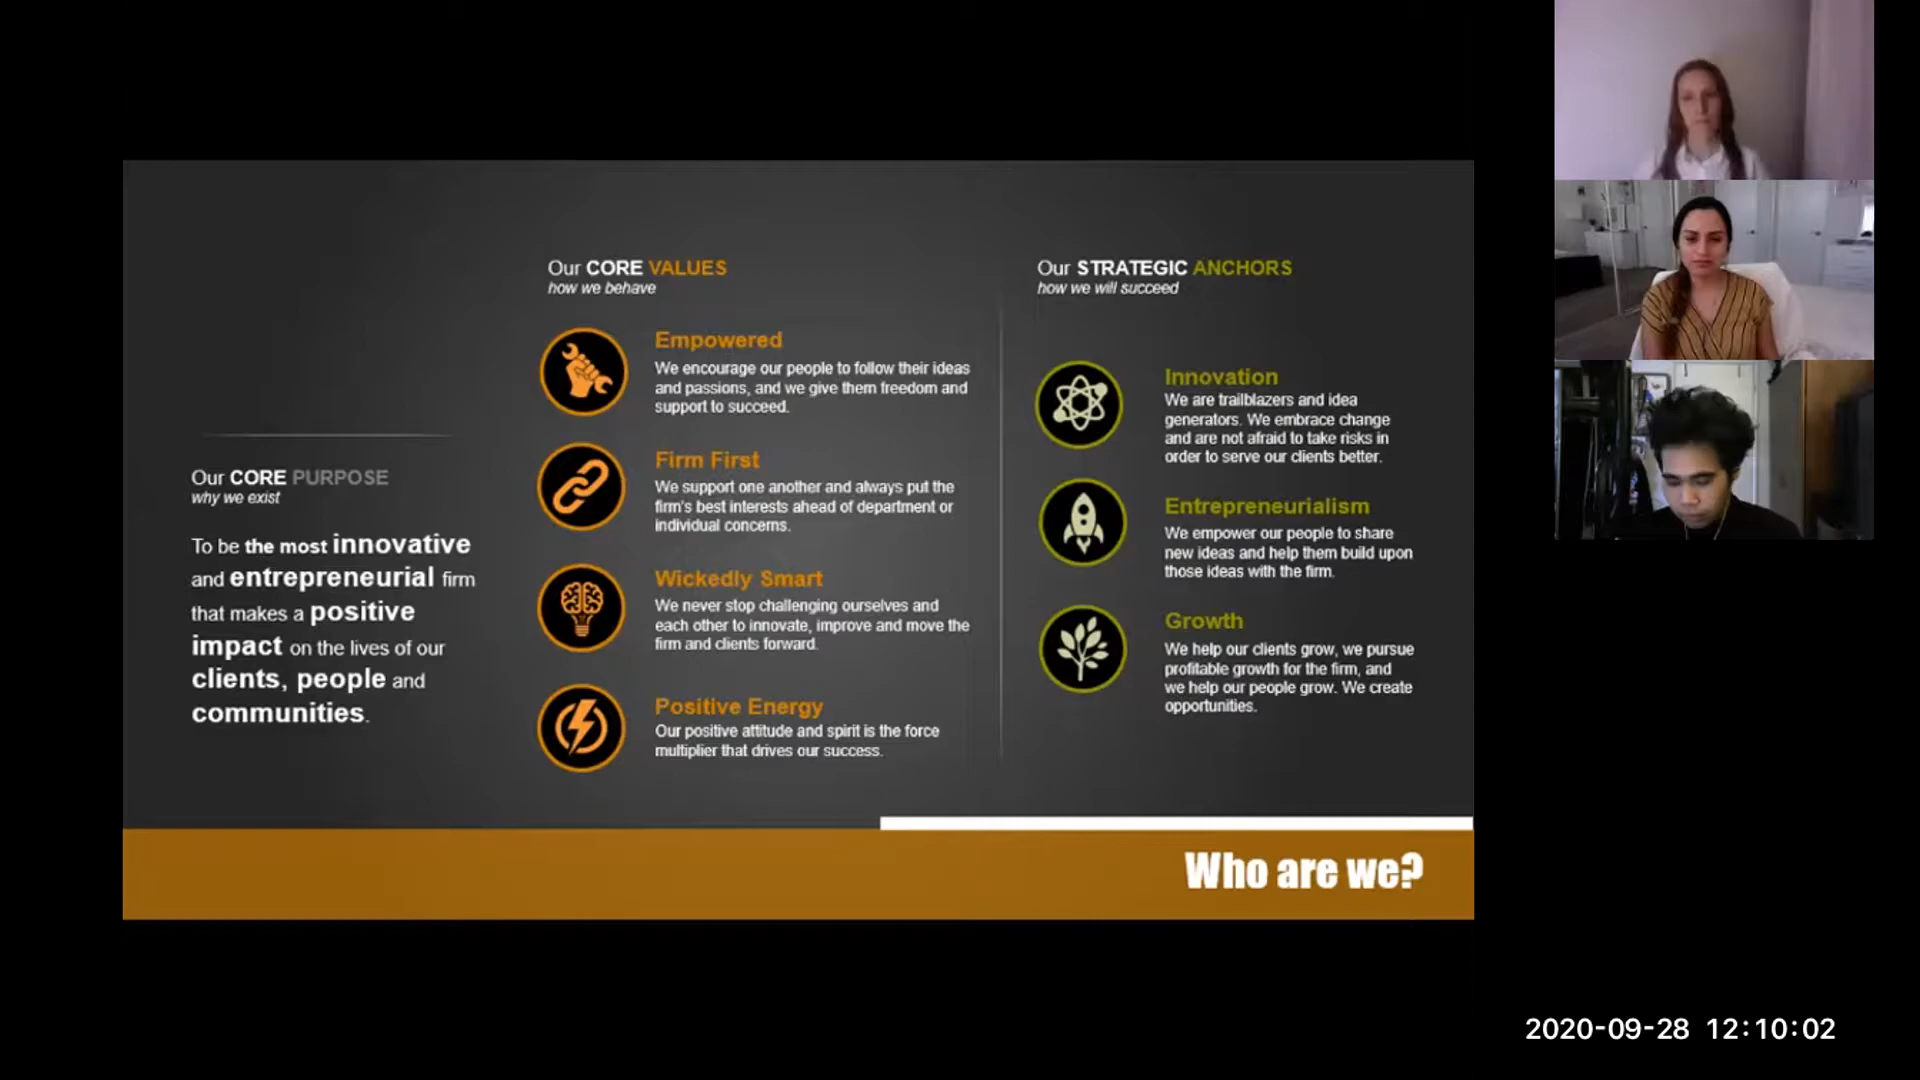 Our CORE PURPOSE
why we exist
To be the most innovative
and entrepreneurial firm
that makes a positive
impact on the lives of our
clients, people and
communities.
Our CORE VALUES
how we behave
Empowered
We encourage our people to follow their ideas
and passions, and we give them freedom and
support to succeed.
Firm First
We support one another and always put the
firm's best interests ahead of department or
individual concerns.
Wickedly Smart
We never stop challenging ourselves and
each other to innovate, improve and move the
firm and clients forward.
Positive Energy
Our positive attitude and spirit is the force
multiplier that drives our success.
Our STRATEGIC ANCHORS
how we will succeed
Innovation
We are trailblazers and idea
generators. We embrace change
and are not afraid to take risks in
order to serve our clients better.
Entrepreneurialism
We empower our people to share
new ideas and help them build upon
those ideas with the firm.
Growth
We help our clients grow, we pursue
profitable growth for the firm, and
we help our people grow. We create
opportunities.
Who are we?
2020-09-28 12:10:02